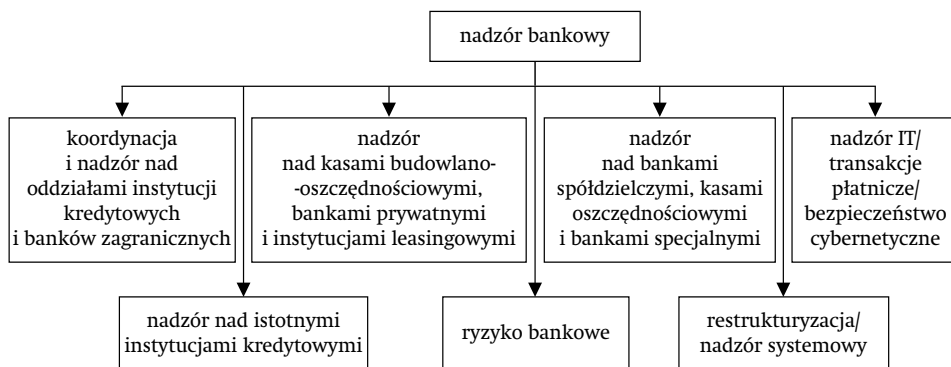 nadzór bankowy
koordynacja
i nadzór nad
oddziałami instytucji
kredytowych
i banków zagranicznych
nadzór
nad kasami budowlano-
-oszczędnościowymi,
bankami prywatnymi
i instytucjami leasingowymi
nadzór
nad bankami
spółdzielczymi, kasami
oszczędnościowymi
i bankami specjalnymi
nadzór IT/
transakcje
płatnicze/
bezpieczeństwo
cybernetyczne
nadzór nad istotnymi
instytucjami kredytowymi
ryzyko bankowe
restrukturyzacja/
nadzór systemowy